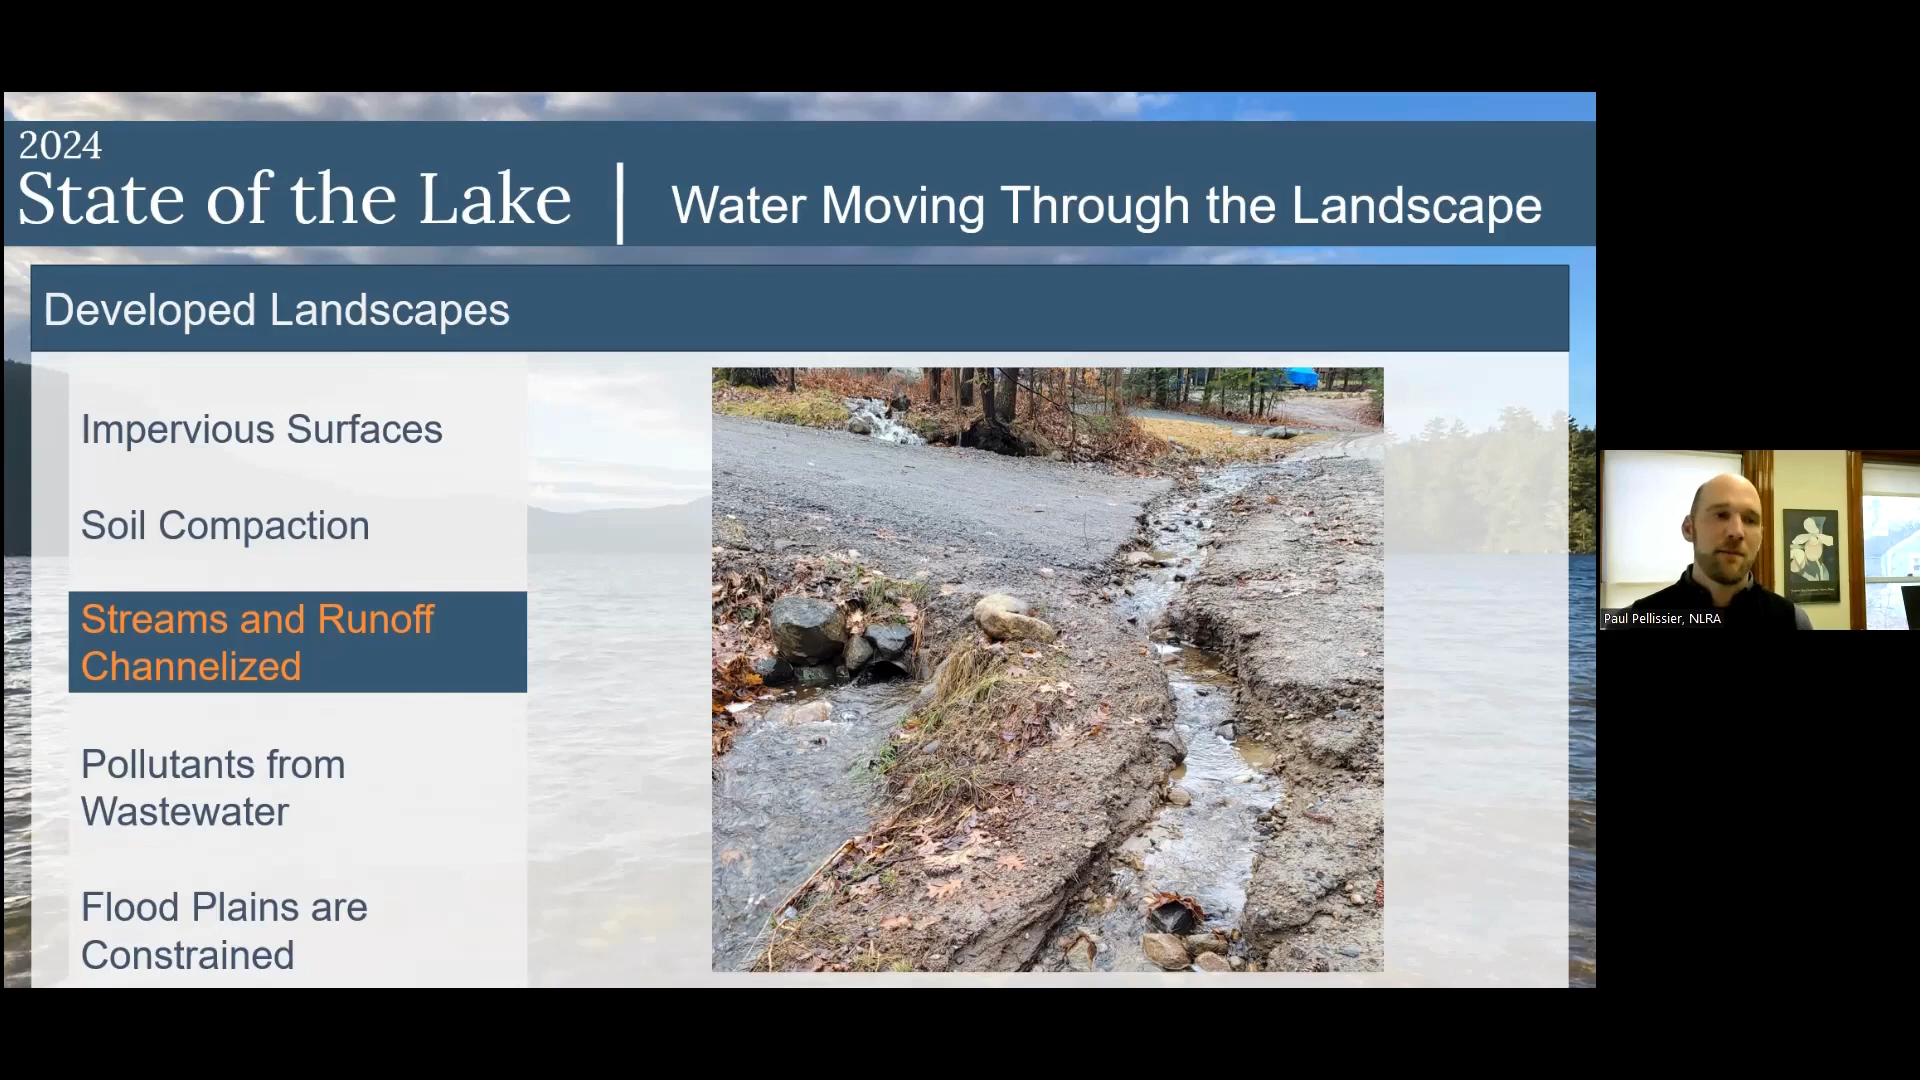 2024
State of the Lake
Water Moving Through the Landscape
Developed Landscapes
Impervious Surfaces
Soil Compaction
Streams and Runoff
Channelized
Pollutants from
Wastewater
Flood Plains are
Constrained
Paul Pellissier, NLRA